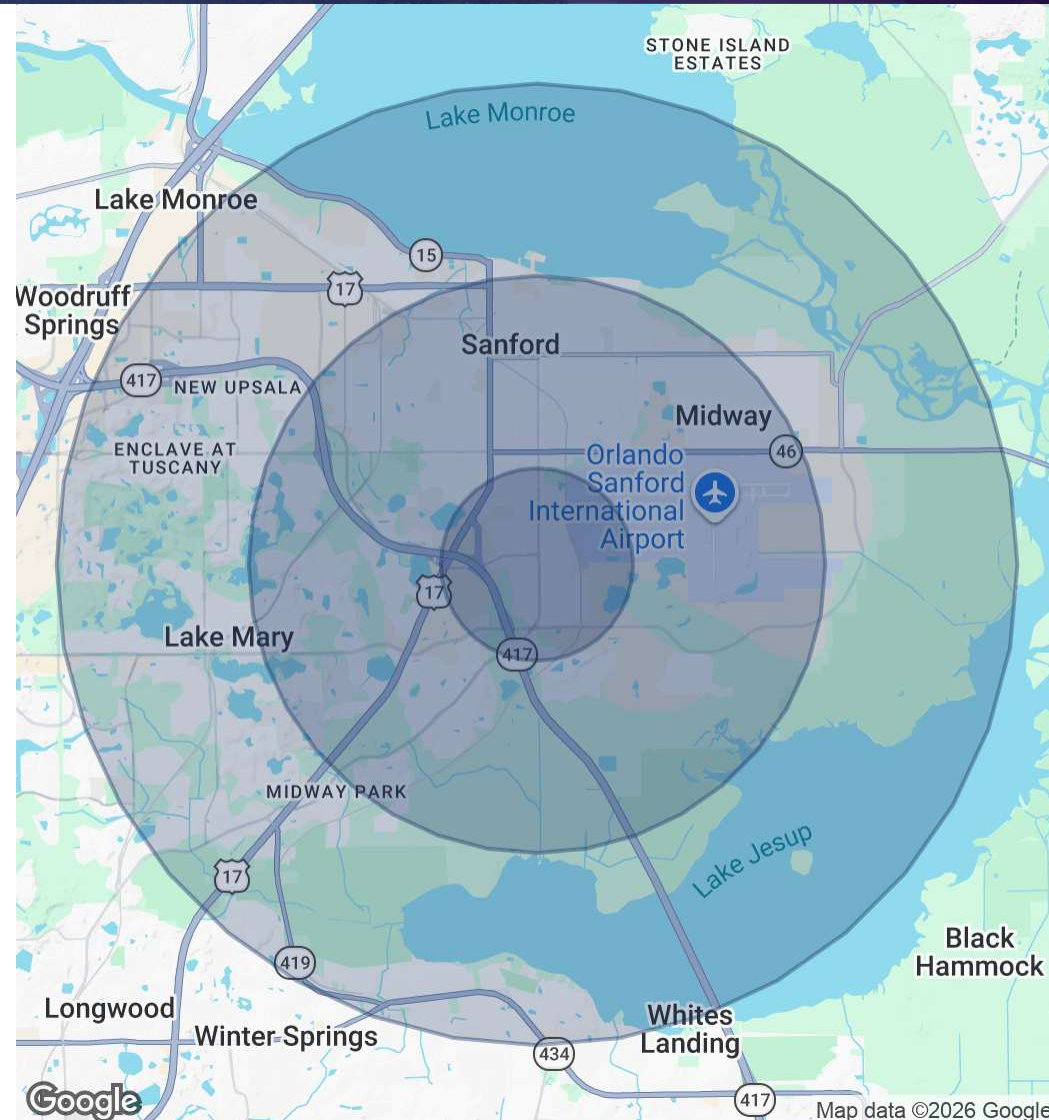 STONE ISLAND
ESTATES
Lake Monroe
Lake Monroe
15
17
Woodruff
Springs
Sanford
417
NEW UPSALA
Midway
ENCLAVE AT
TUSCANY
46
Orlando
Sanford
International
Airport
17
Lake Mary
417
MIDWAY PARK
Lake Jesup
17
Black
Hammock
419
Longwood
Whites
Landing
Winter Springs
434
417
Google
Map data ©2026 Google